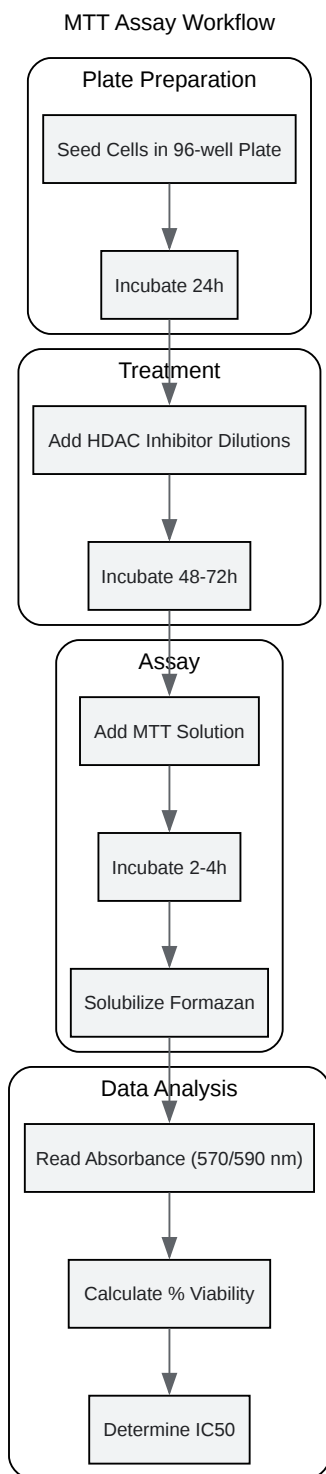 MTT Assay Workflow
Plate Preparation
Seed Cells in 96-well Plate
Incubate 24h
Treatment
Add HDAC Inhibitor Dilutions
Incubate 48-72h
Assay
Add MTT Solution
Incubate 2-4h
Solubilize Formazan
Data Analysis
Read Absorbance (570/590 nm)
Calculate % Viability
Determine IC50